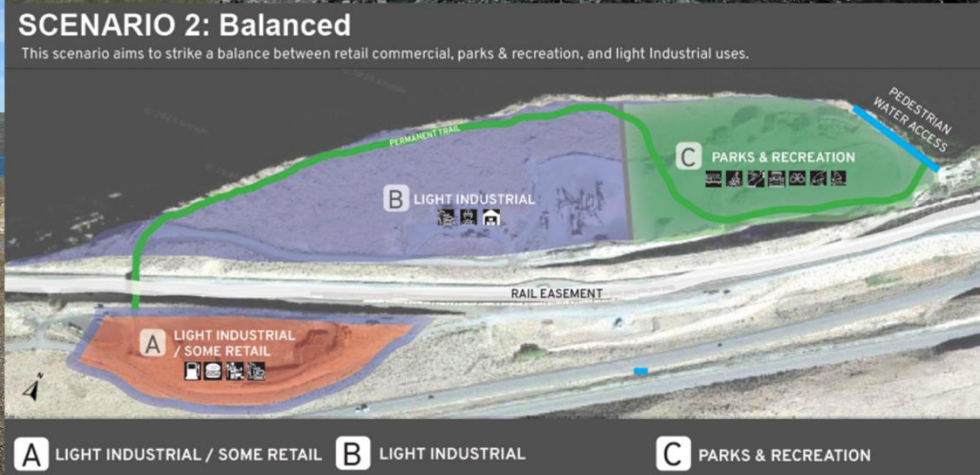 SCENARIO 2: Balanced
This scenario aims to strike a balance between retail commercial, parks & recreation, and light Industrial uses.
PEDESTRIAN
WATER ACCESS
PERMANENT TRAIL
C PARKS & RECREATION
B LIGHT INDUSTRIAL
RAIL EASEMENT
A LIGHT INDUSTRIAL
/ SOME RETAIL
N
A LIGHT INDUSTRIAL / SOME RETAIL B LIGHT INDUSTRIAL C PARKS & RECREATION